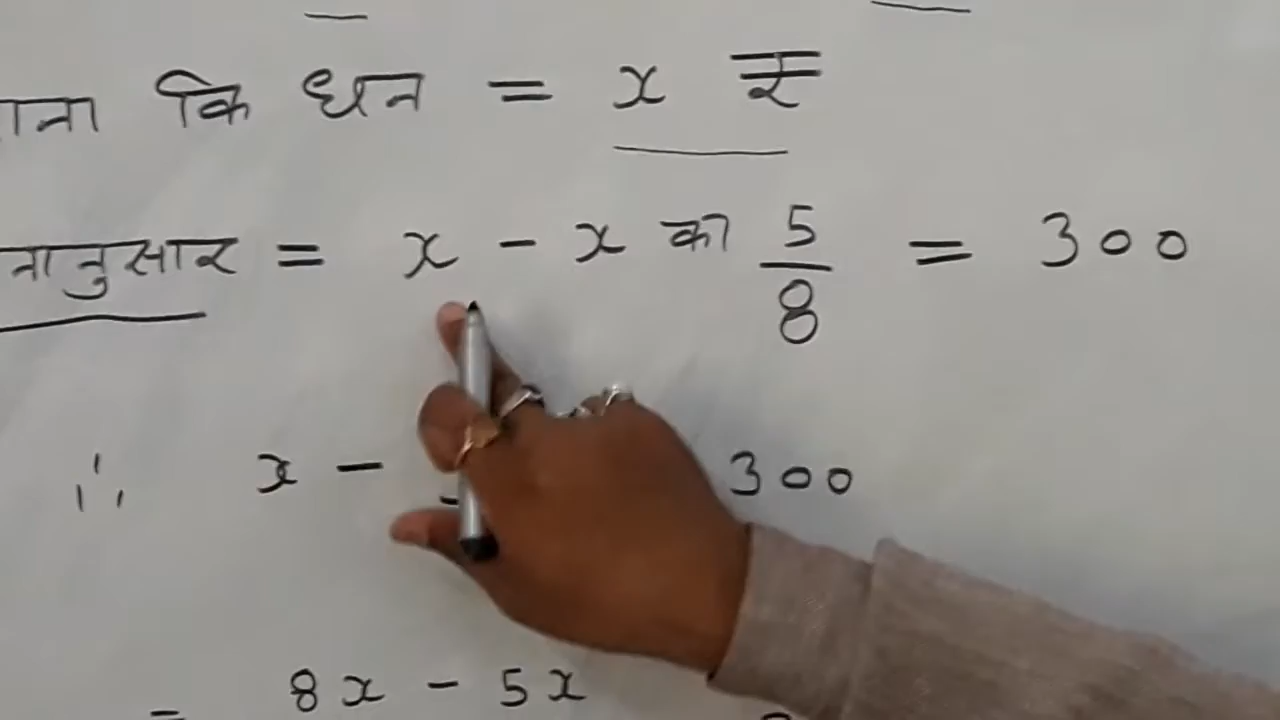 कि धन = x ₹
= x - x का 5/8 = 300
∴ x - 300
= 8x - 5x